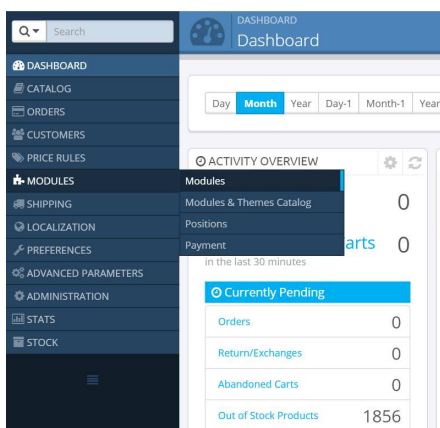 Search
DASHBOARD
Dashboard
DASHBOARD
CATALOG
ORDERS
CUSTOMERS
PRICE RULES
MODULES
SHIPPING
LOCALIZATION
PREFERENCES
ADVANCED PARAMETERS
ADMINISTRATION
STATS
STOCK
Modules
Modules & Themes Catalog
Positions
Payment
Day Month Year Day-1 Month-1 Year
ACTIVITY OVERVIEW
0
arts 0
in the last 30 minutes
Currently Pending
Orders 0
Return/Exchanges 0
Abandoned Carts 0
Out of Stock Products 1856